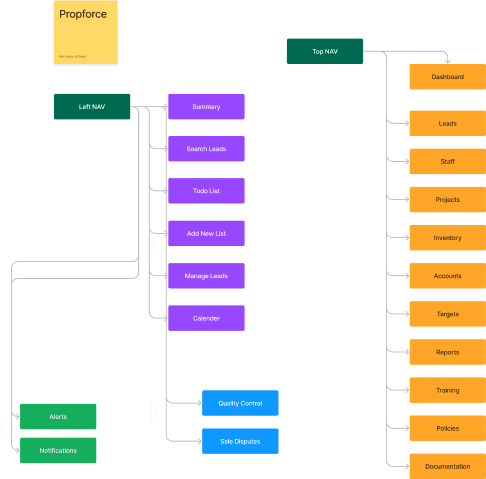 Propforce
Top NAV
Dashboard
Left NAV
Summary
Leads
Search Leads
Staff
Todo List
Projects
Add New List
Inventory
Manage Leads
Accounts
Calender
Targets
Reports
Training
Quality Control
Alerts
Policies
Sale Disputes
Notifications
Documentation